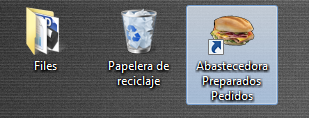 Files
Papelera de
reciclaje
Abastecedora
Preparados
Pedidos